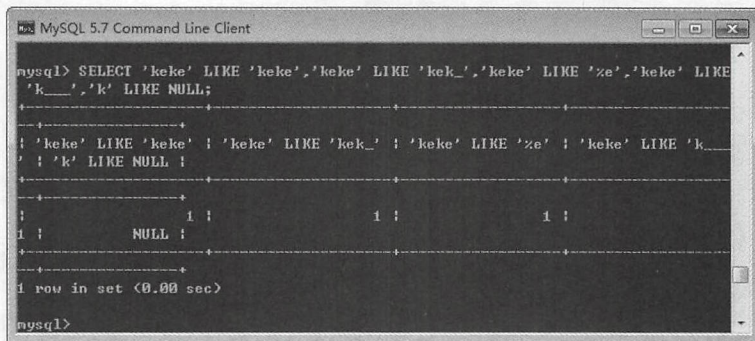 MySQL 5.7 Command Line Client
mysql> SELECT 'keke' LIKE 'keke','keke' LIKE 'kek_','keke' LIKE '%e','keke' LIKE
 'k___','k' LIKE NULL;
+--------------------+--------------------+------------------+------------------
--+----------------+
| 'keke' LIKE 'keke' | 'keke' LIKE 'kek_' | 'keke' LIKE '%e' | 'keke' LIKE 'k___
' | 'k' LIKE NULL |
+--------------------+--------------------+------------------+------------------
--+----------------+
| 1 | 1 | 1 |
1 | NULL |
+--------------------+--------------------+------------------+------------------
--+----------------+
1 row in set (0.00 sec)
mysql>